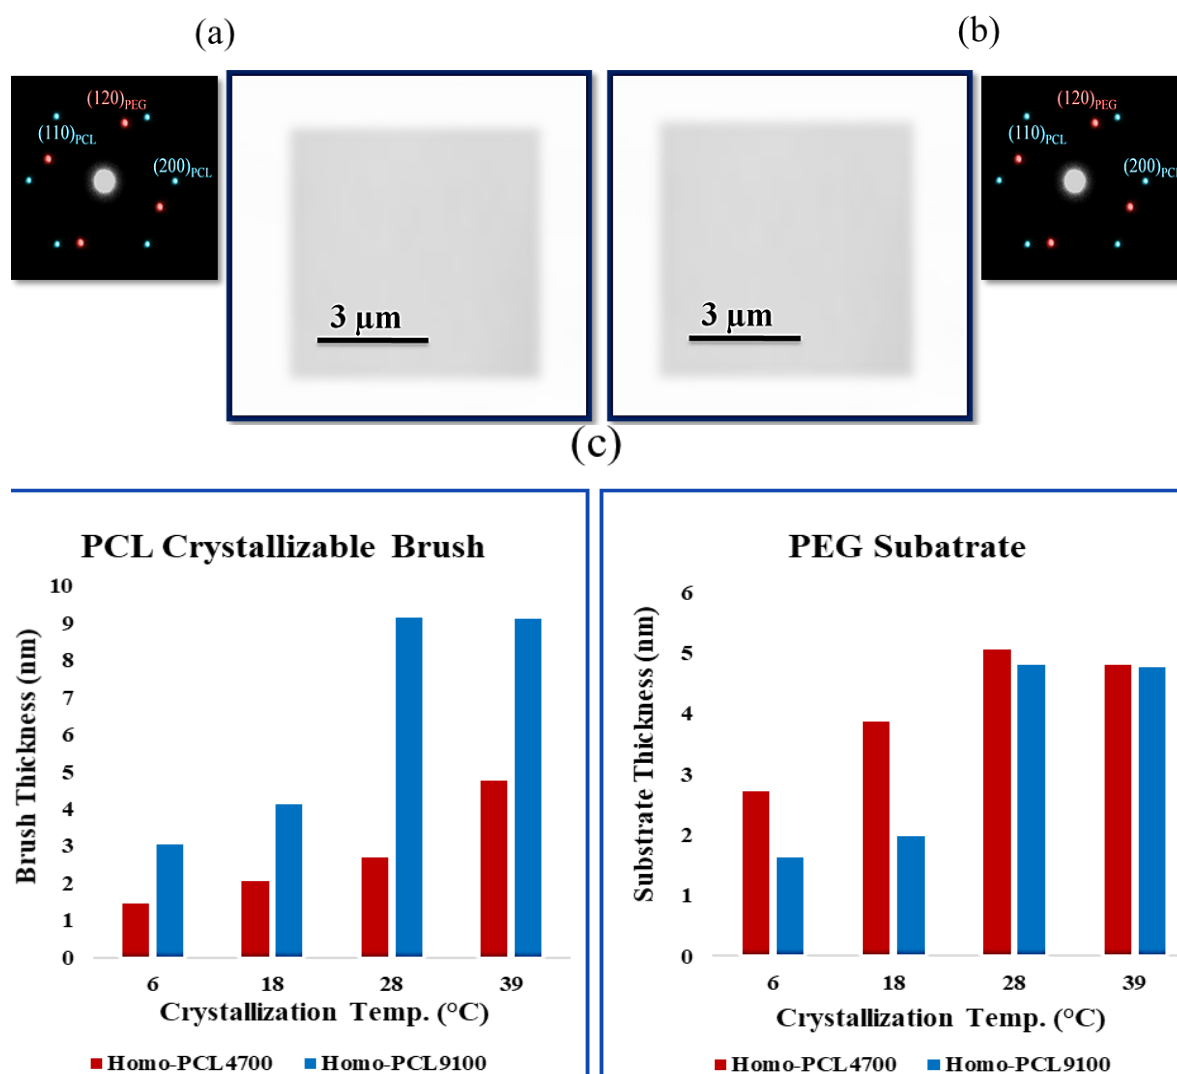 (a)
(b)
(120)PEG
(110)PCL
(200)PCL
3 μm
3 μm
(120)PEG
(110)PCL
(200)PCL
(c)
PCL Crystallizable Brush
Brush Thickness (nm)
10
9
8
7
6
5
4
3
2
1
0
6 18 28 39
Crystallization Temp. (°C)
Homo-PCL4700 Homo-PCL9100
PEG Subatrate
Substrate Thickness (nm)
6
5
4
3
2
1
0
6 18 28 39
Crystallization Temp. (°C)
Homo-PCL4700 Homo-PCL9100